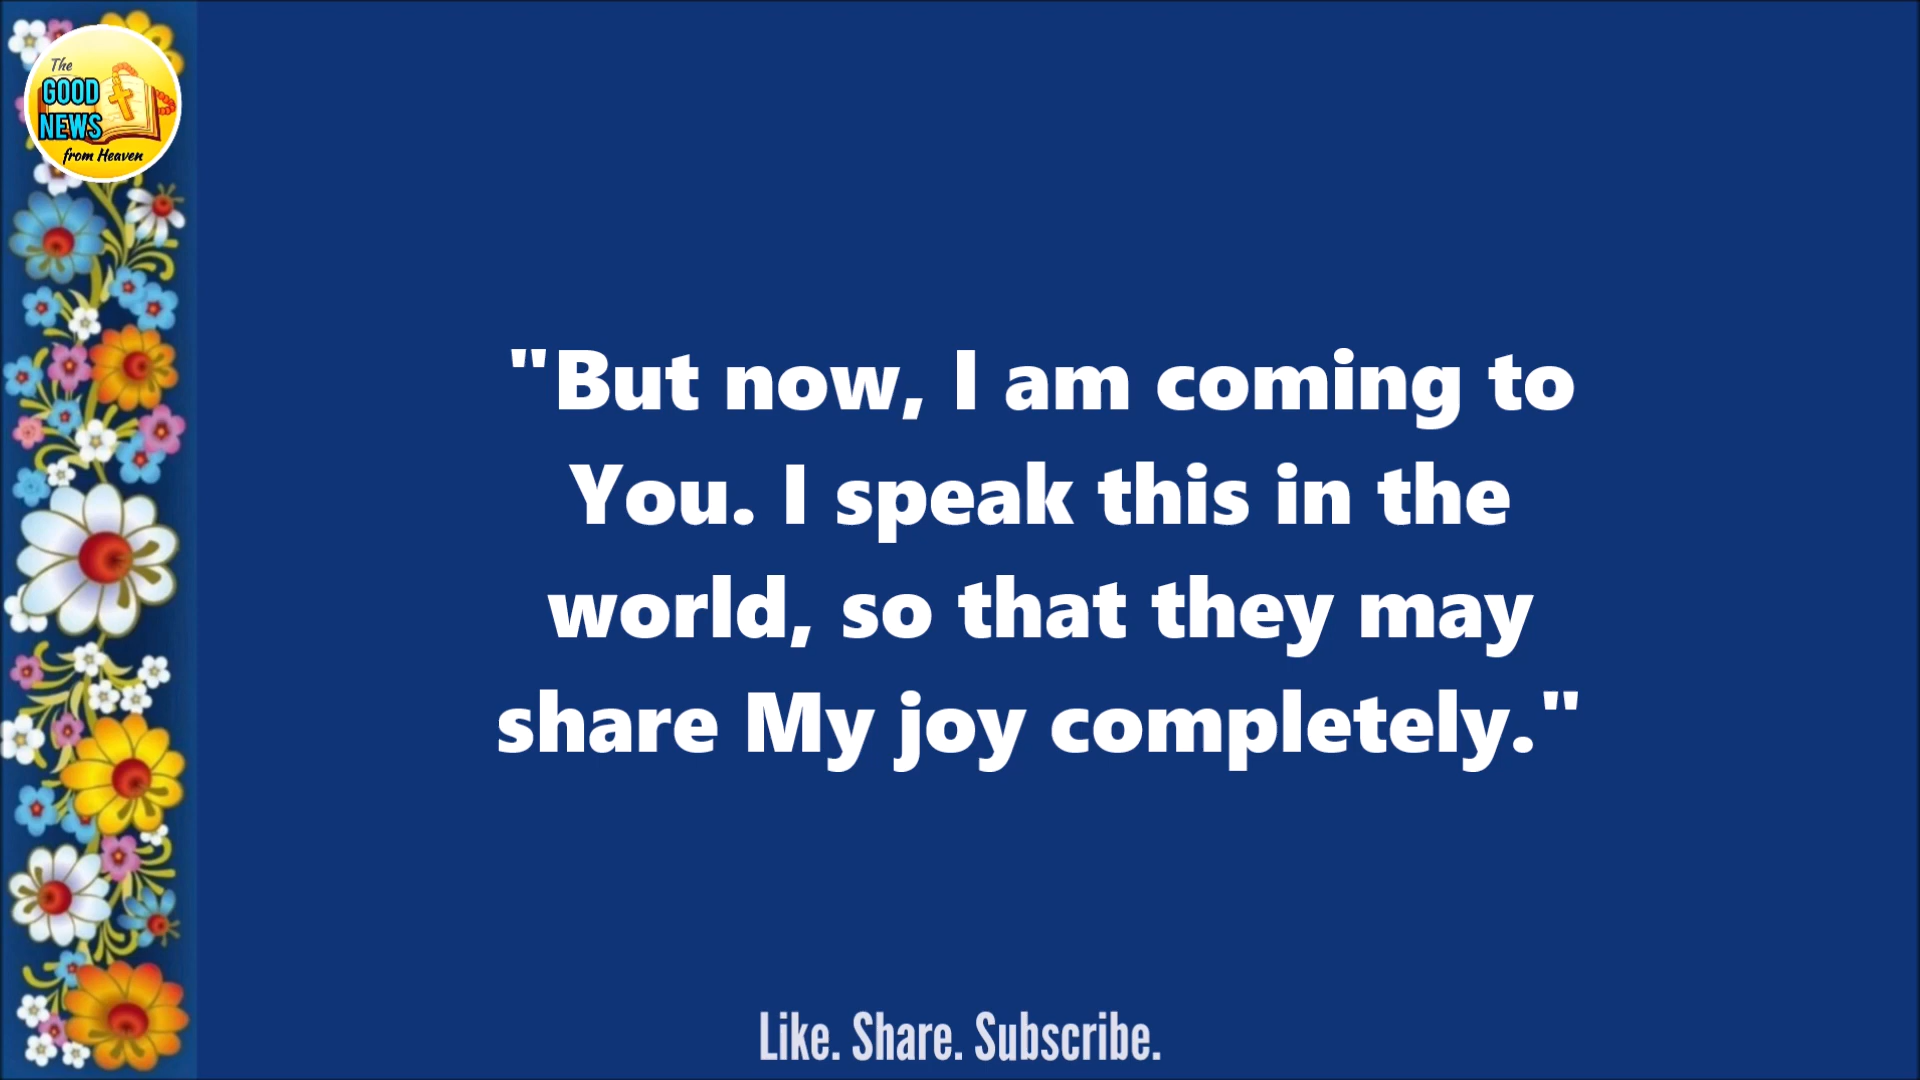 The
GOOD
NEWS
from Heaven
"But now, I am coming to
You. I speak this in the
world, so that they may
share My joy completely."
Like. Share. Subscribe.